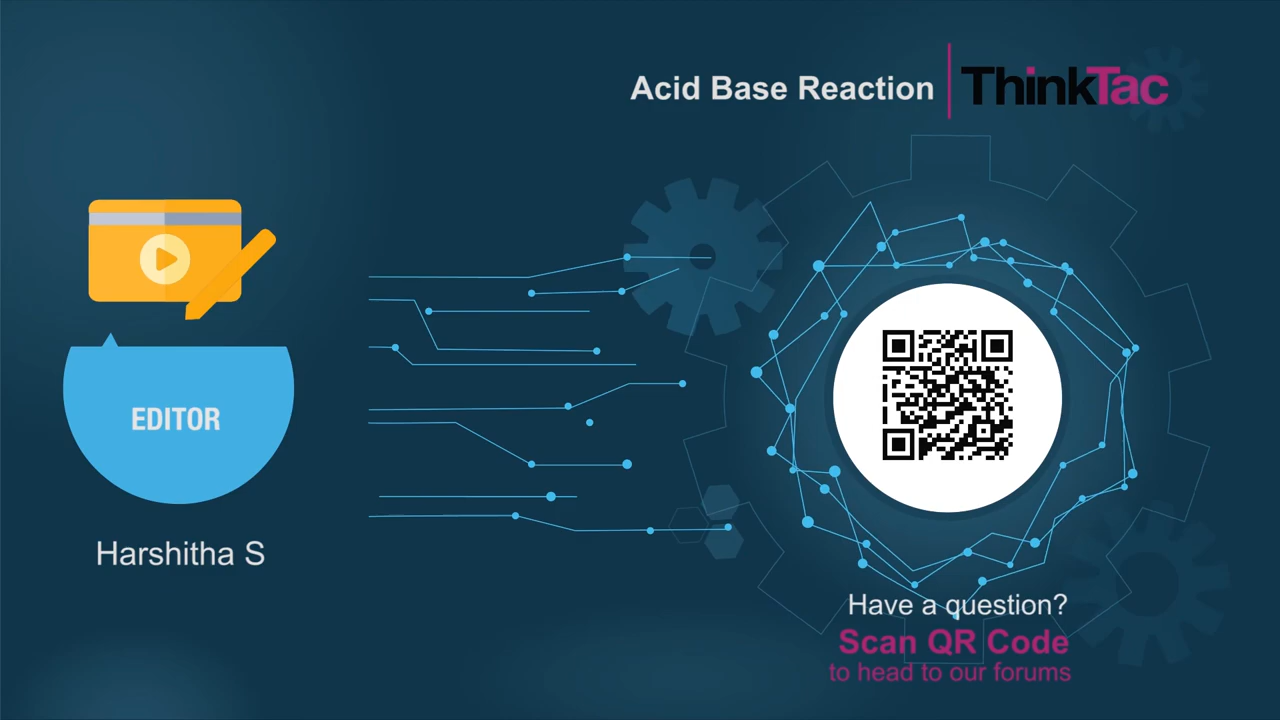 Acid Base Reaction
ThinkTac
EDITOR
Harshitha S
Have a question?
Scan QR Code
to head to our forums